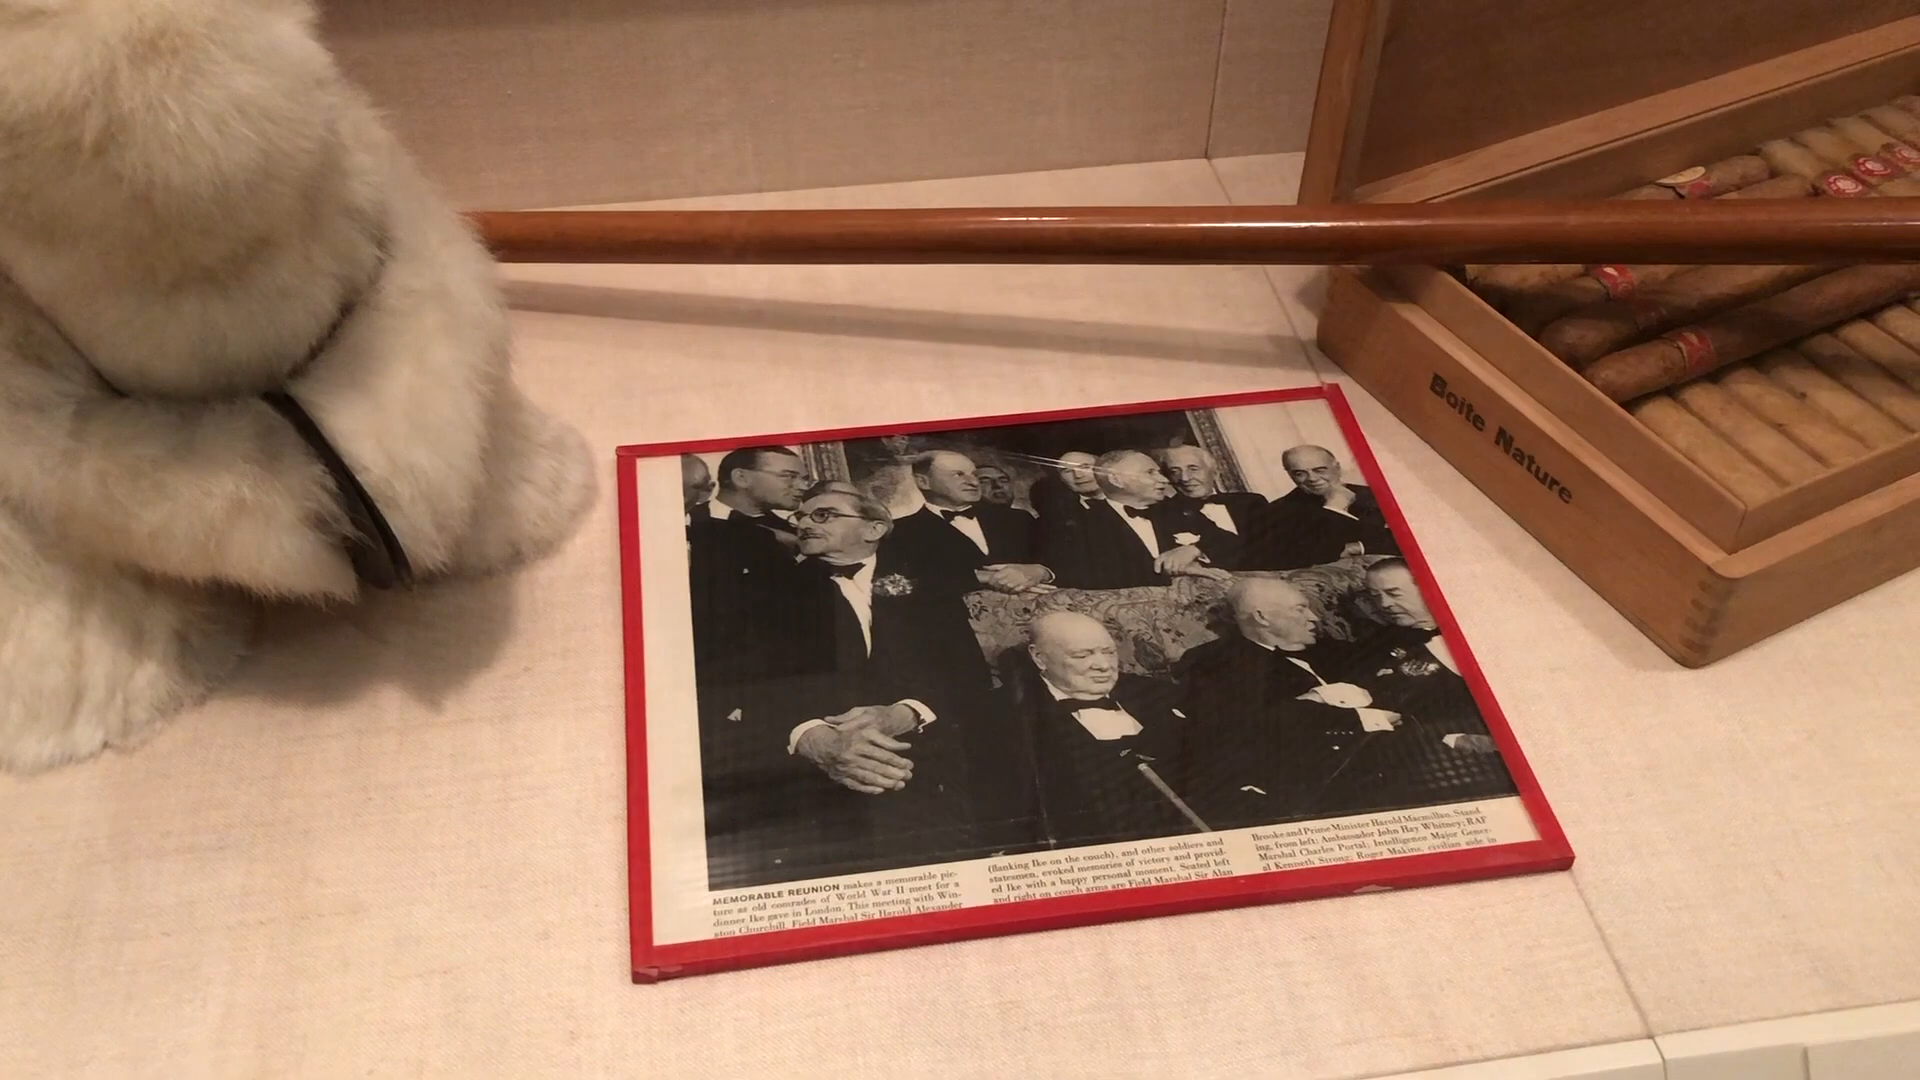 Boite Nature
MEMORABLE REUNION makes a memorable pic-
ture as old comrades of World War II meet for a
dinner Ike gave in London. This meeting with Win-
ston Churchill, Field Marshal Sir Harold Alexander
(flanking Ike on the couch), and other soldiers and
statesmen, evoked memories of victory and provid-
ed Ike with a happy personal moment. Seated left
and right on couch arms are Field Marshal Sir Alan
Brooke and Prime Minister Harold Macmillan. Stand-
ing, from left: Ambassador John Hay Whitney; RAF
Marshal Charles Portal; Intelligence Major Gener-
al Kenneth Strong; Roger Makins, civilian aide in